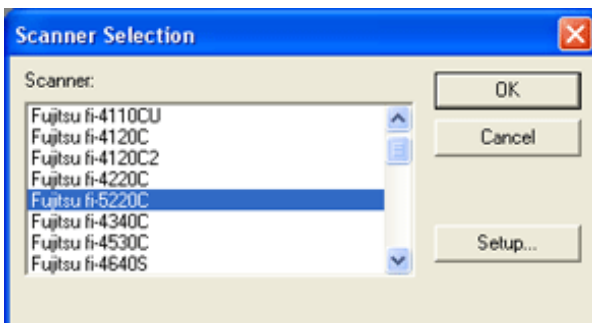 Scanner Selection
Scanner:
Fujitsu fi-4110CU
Fujitsu fi-4120C
Fujitsu fi-4120C2
Fujitsu fi-4220C
Fujitsu fi-5220C
Fujitsu fi-4340C
Fujitsu fi-4530C
Fujitsu fi-4640S
OK
Cancel
Setup...